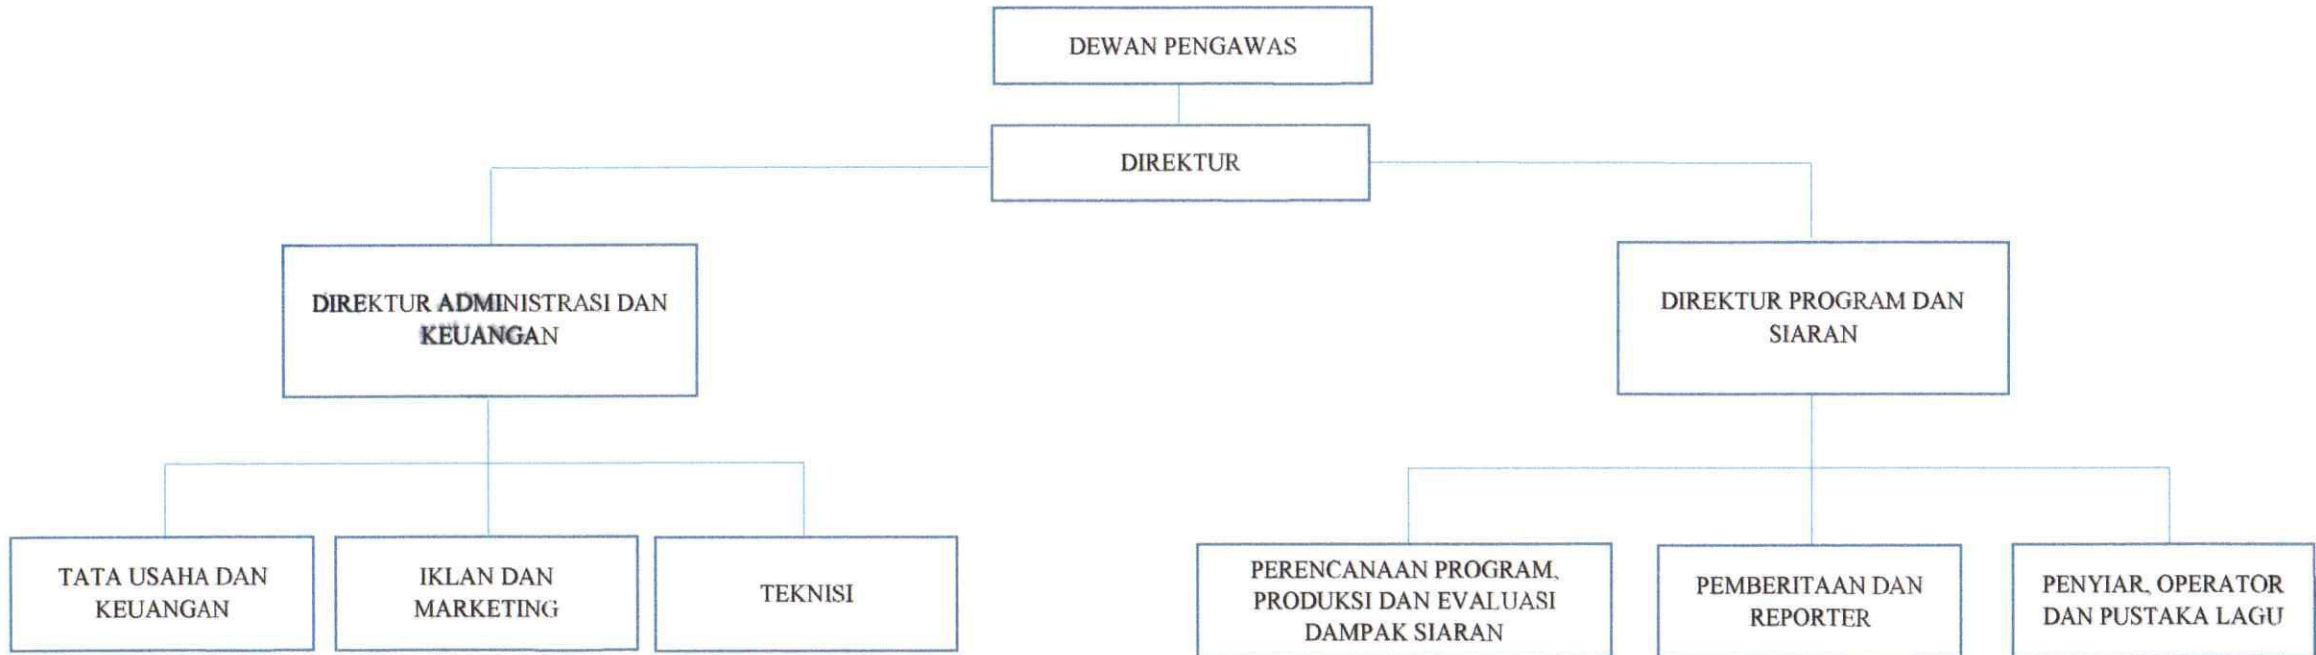 DEWAN PENGAWAS
DIREKTUR
DIREKTUR ADMINISTRASI DAN
KEUANGAN
DIREKTUR PROGRAM DAN
SIARAN
TATA USAHA DAN
KEUANGAN
IKLAN DAN
MARKETING
TEKNISI
PERENCANAAN PROGRAM,
PRODUKSI DAN EVALUASI
DAMPAK SIARAN
PEMBERITAAN DAN
REPORTER
PENYIAR, OPERATOR
DAN PUSTAKA LAGU